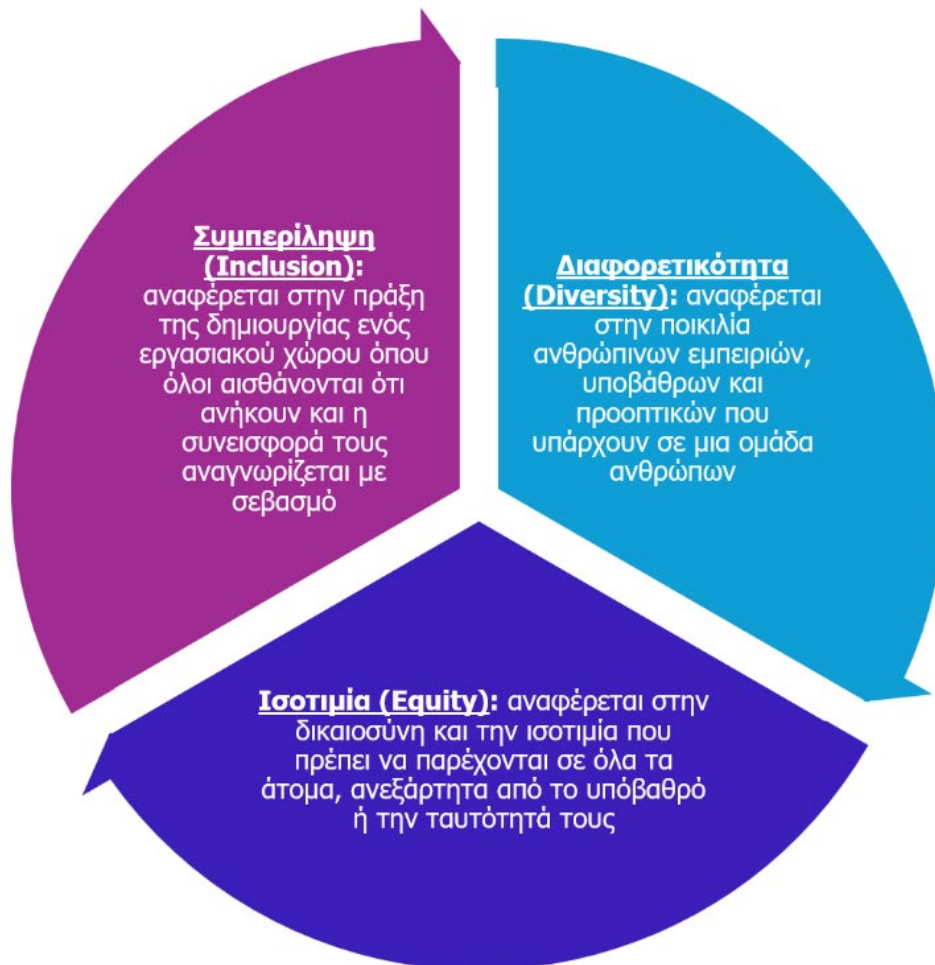 Συμπερίληψη
(Inclusion):
αναφέρεται στην πράξη
της δημιουργίας ενός
εργασιακού χώρου όπου
όλοι αισθάνονται ότι
ανήκουν και η
συνεισφορά τους
αναγνωρίζεται με
σεβασμό
Διαφορετικότητα
(Diversity): αναφέρεται
στην ποικιλία
ανθρώπινων εμπειριών,
υποβάθρων και
προοπτικών που
υπάρχουν σε μια ομάδα
ανθρώπων
Ισοτιμία (Equity): αναφέρεται στην
δικαιοσύνη και την ισοτιμία που
πρέπει να παρέχονται σε όλα τα
άτομα, ανεξάρτητα από το υπόβαθρό
ή την ταυτότητά τους